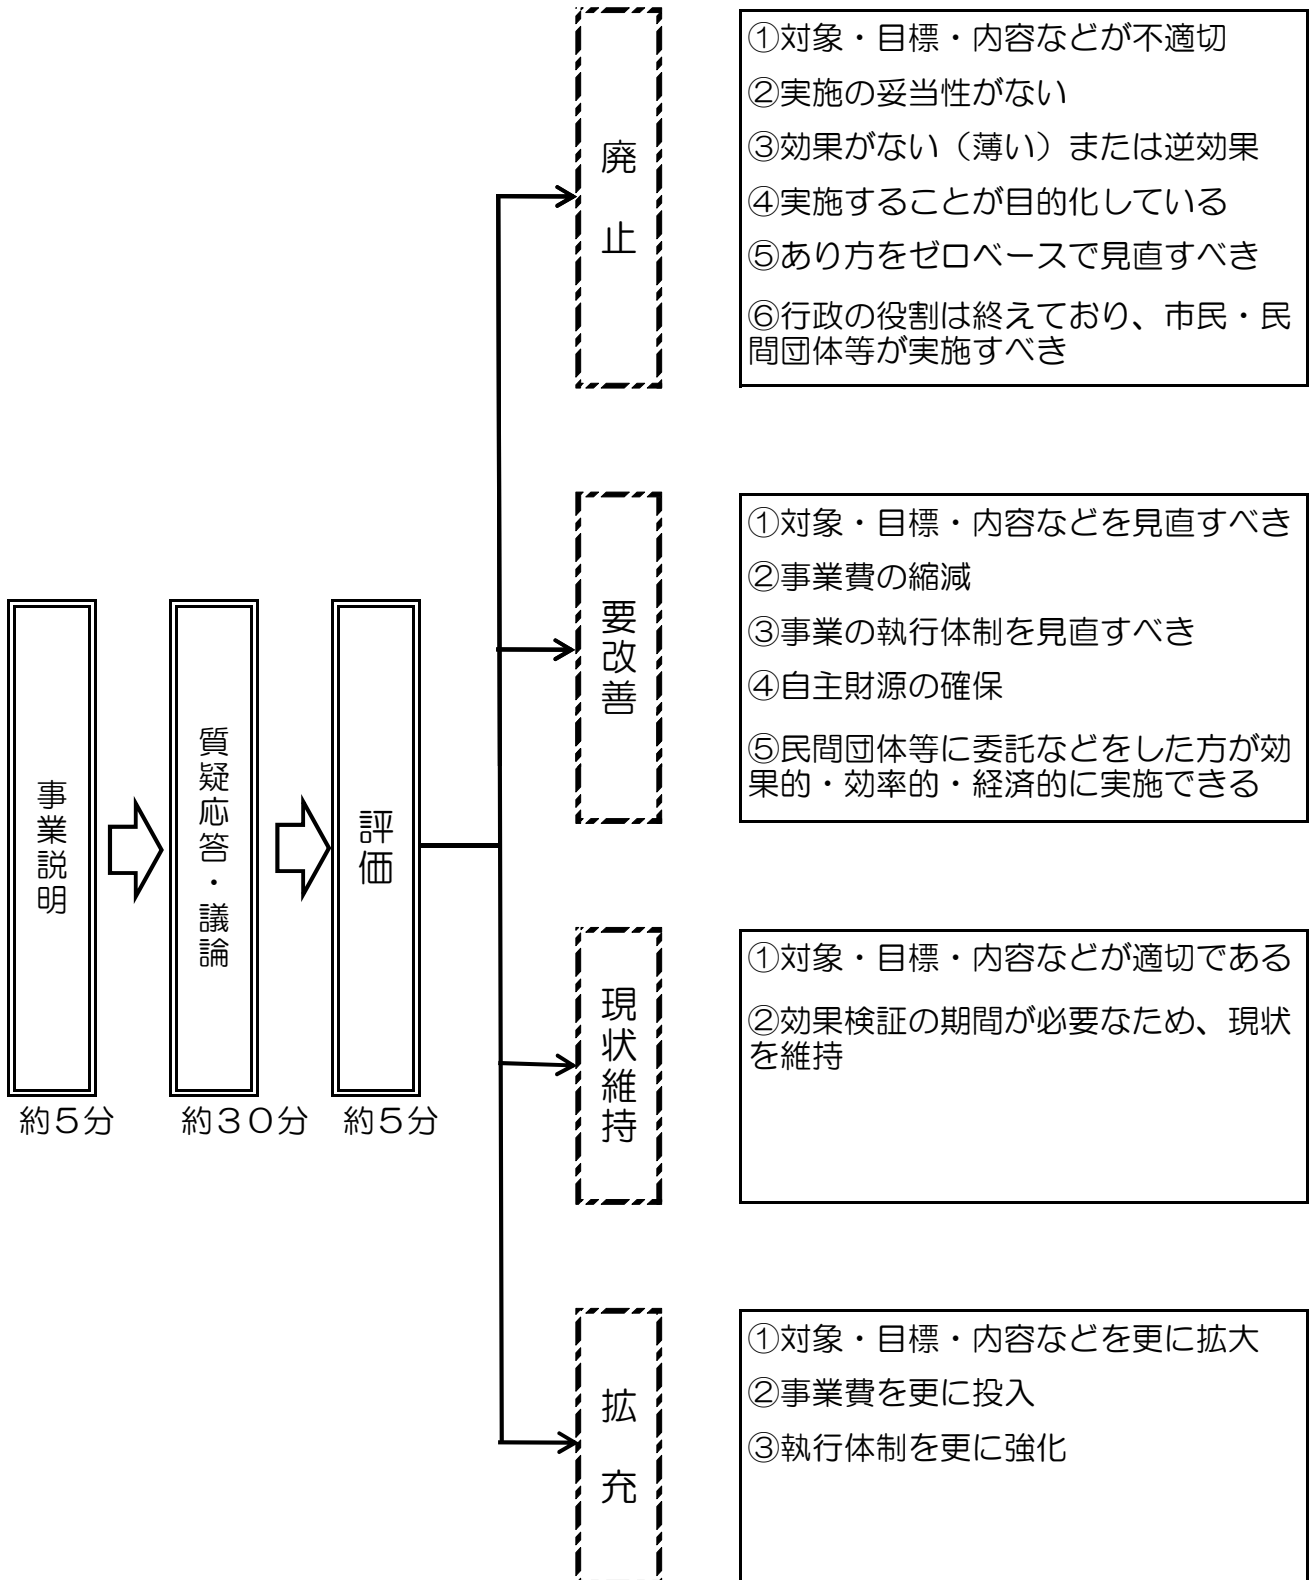 事業説明
約５分
質疑応答・議論
約３０分
評価
約５分
廃止
①対象・目標・内容などが不適切
②実施の妥当性がない
③効果がない（薄い）または逆効果
④実施することが目的化している
⑤あり方をゼロベースで見直すべき
⑥行政の役割は終えており、市民・民
間団体等が実施すべき
要改善
①対象・目標・内容などを見直すべき
②事業費の縮減
③事業の執行体制を見直すべき
④自主財源の確保
⑤民間団体等に委託などをした方が効
果的・効率的・経済的に実施できる
現状維持
①対象・目標・内容などが適切である
②効果検証の期間が必要なため、現状
を維持
拡充
①対象・目標・内容などを更に拡大
②事業費を更に投入
③執行体制を更に強化